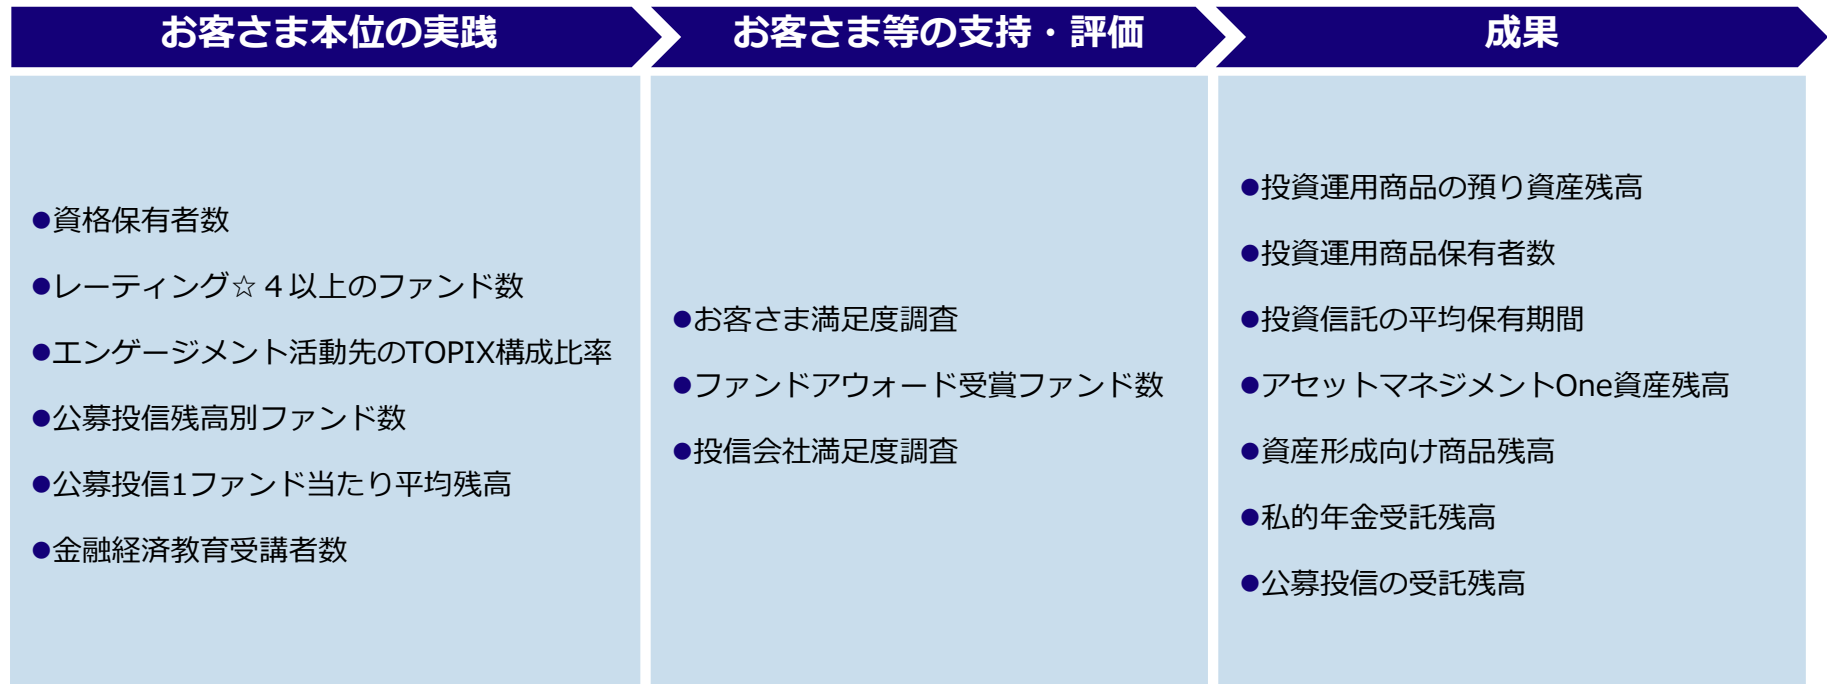 お客さま本位の実践
お客さま等の支持・評価
成果
●資格保有者数
●レーティング☆４以上のファンド数
●エンゲージメント活動先のTOPIX構成比率
●公募投信残高別ファンド数
●公募投信1ファンド当たり平均残高
●金融経済教育受講者数
●お客さま満足度調査
●ファンドアウォード受賞ファンド数
●投信会社満足度調査
●投資運用商品の預り資産残高
●投資運用商品保有者数
●投資信託の平均保有期間
●アセットマネジメントOne資産残高
●資産形成向け商品残高
●私的年金受託残高
●公募投信の受託残高